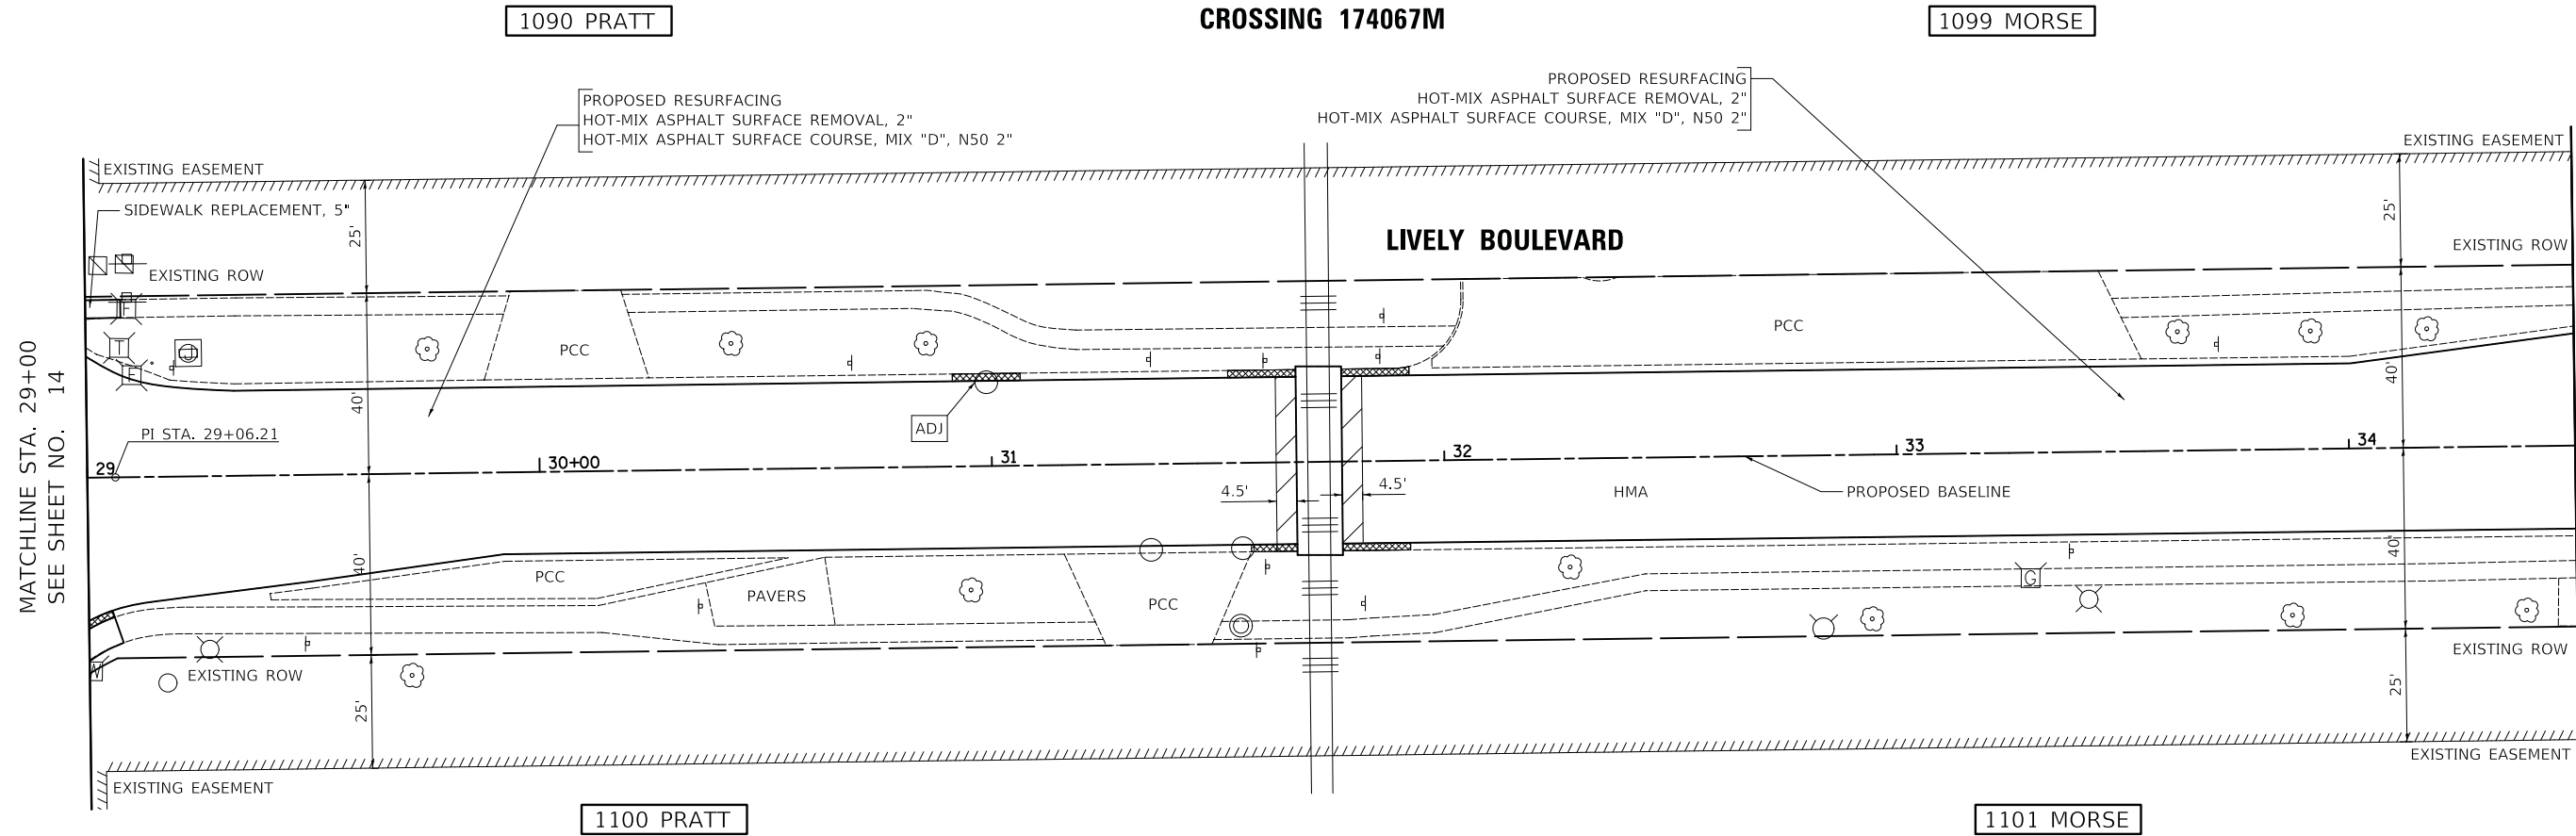 1090 PRATT
CROSSING 174067M
1099 MORSE
PROPOSED RESURFACING
HOT-MIX ASPHALT SURFACE REMOVAL, 2"
HOT-MIX ASPHALT SURFACE COURSE, MIX "D", N50 2"
PROPOSED RESURFACING
HOT-MIX ASPHALT SURFACE REMOVAL, 2"
HOT-MIX ASPHALT SURFACE COURSE, MIX "D", N50 2"
EXISTING EASEMENT
EXISTING EASEMENT
SIDEWALK REPLACEMENT, 5"
25'
25'
LIVELY BOULEVARD
EXISTING ROW
EXISTING ROW
F
T
F
PCC
PCC
40'
40'
ADJ
MATCHLINE STA. 29+00
SEE SHEET NO. 14
PI STA. 29+06.21
29
30+00
31
32
33
34
4.5'
4.5'
HMA
PROPOSED BASELINE
40'
40'
PCC
PAVERS
PCC
G
W
EXISTING ROW
EXISTING ROW
25'
25'
EXISTING EASEMENT
EXISTING EASEMENT
1100 PRATT
1101 MORSE